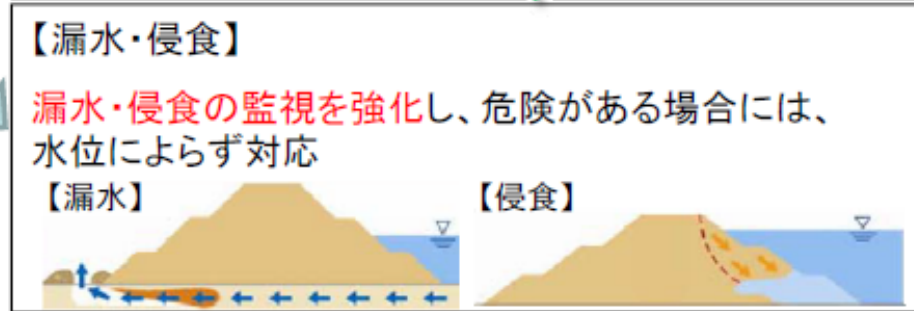 【漏水・侵食】
漏水・侵食の監視を強化し、危険がある場合には、
水位によらず対応
【漏水】
【侵食】